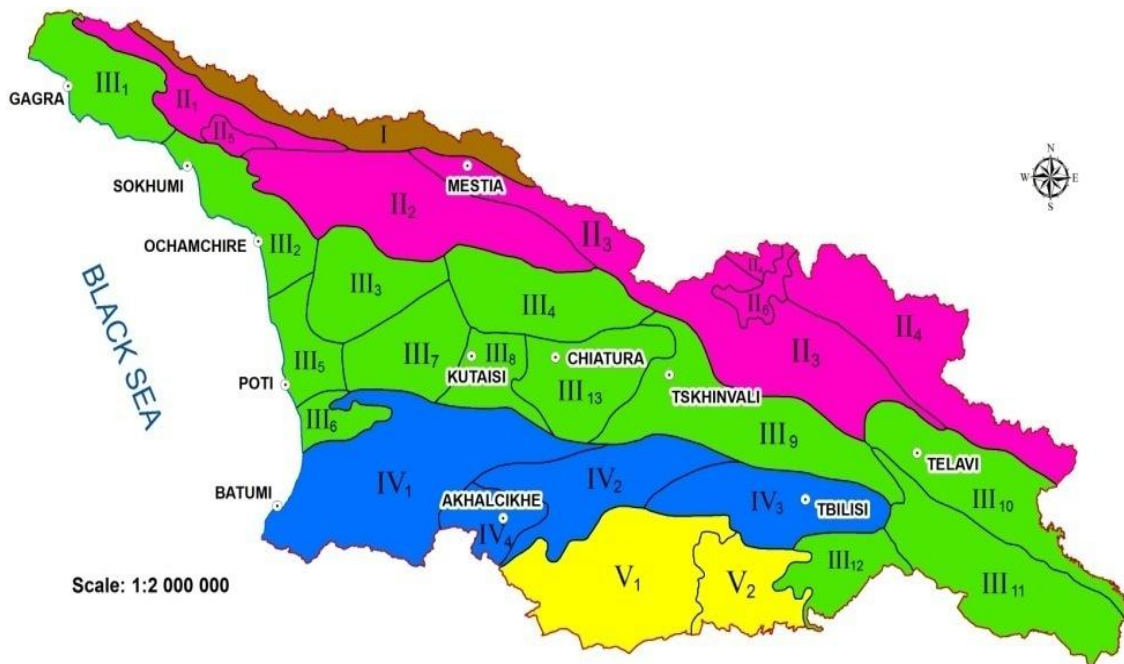 GAGRA
III1
II1
II5
I
N
W E
S
SOKHUMI
MESTIA
II2
OCHAMCHIRE
III2
II3
BLACK SEA
III3
III4
II6
II4
II3
III5
III7
III8
CHIATURA
KUTAISI
TSKHINVALI
POTI
III13
III6
III9
TELAVI
BATUMI
IV1
AKHALCIKHE
IV2
IV3
TBILISI
III10
IV4
V1
V2
III12
III11
Scale: 1:2 000 000